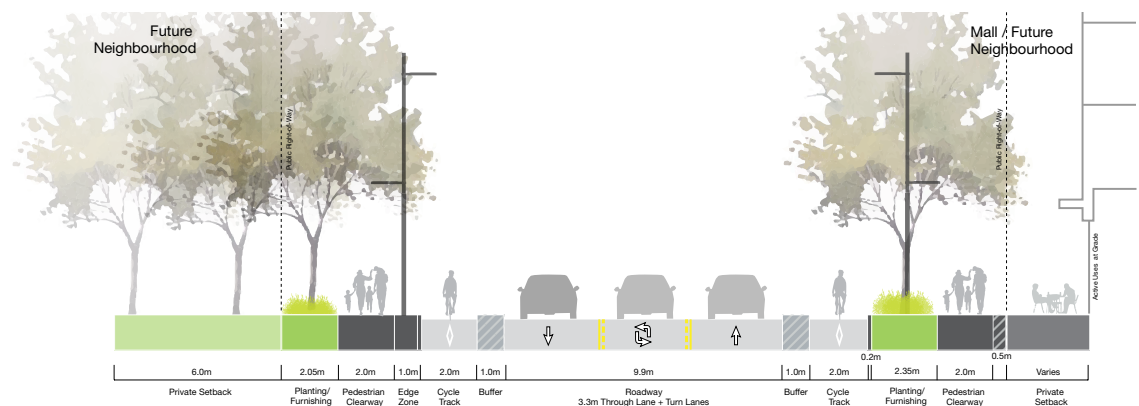 Future
Neighbourhood
Mall / Future
Neighbourhood
Public Right-of-Way
Public Right-of-Way
Active Uses at Grade
0.2m
0.5m
6.0m
2.05m
2.0m
1.0m
2.0m
1.0m
9.9m
1.0m
2.0m
2.35m
2.0m
Varies
Private Setback
Planting/
Furnishing
Pedestrian
Clearway
Edge
Zone
Cycle
Track
Buffer
Roadway
3.3m Through Lane + Turn Lanes
Buffer
Cycle
Track
Planting/
Furnishing
Pedestrian
Clearway
Private
Setback